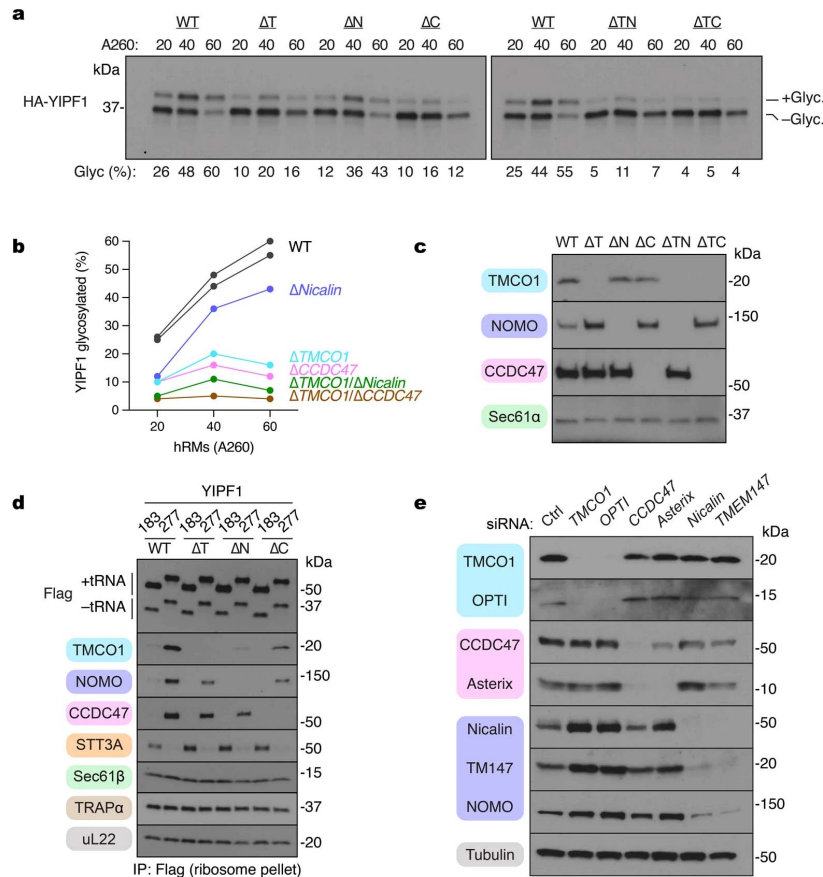 a
WT ΔT ΔN ΔC WT ΔTN ΔTC
A260: 20 40 60 20 40 60 20 40 60 20 40 60 20 40 60 20 40 60 20 40 60
kDa
HA-YIPF1
37-
+Glyc.
–Glyc.
Glyc (%): 26 48 60 10 20 16 12 36 43 10 16 12 25 44 55 5 11 7 4 5 4
b
YIPF1 glycosylated (%)
60
50
40
30
20
10
0
20 40 60
hRMs (A260)
WT
ΔNicalin
ΔTMCO1
ΔCCDC47
ΔTMCO1/ΔNicalin
ΔTMCO1/ΔCCDC47
c
WT ΔT ΔN ΔC ΔTN ΔTC
kDa
TMCO1 -20
NOMO -150
CCDC47 -50
Sec61α -37
d
YIPF1
183 277 183 277 183 277 183 277
WT ΔT ΔN ΔC
kDa
Flag
+tRNA -50
–tRNA -37
TMCO1 -20
NOMO -150
CCDC47 -50
STT3A -50
Sec61β -15
TRAPα -37
uL22 -20
IP: Flag (ribosome pellet)
e
siRNA: Ctrl TMCO1 OPTI CCDC47 Asterix Nicalin TMEM147
kDa
TMCO1 -20
OPTI -15
CCDC47 -50
Asterix -10
Nicalin -50
TM147 -20
NOMO -150
Tubulin -50